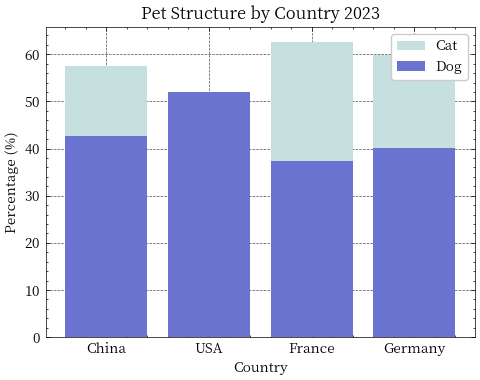 Pet Structure by Country 2023
Cat
Dog
Percentage (%)
60
50
40
30
20
10
0
China USA France Germany
Country